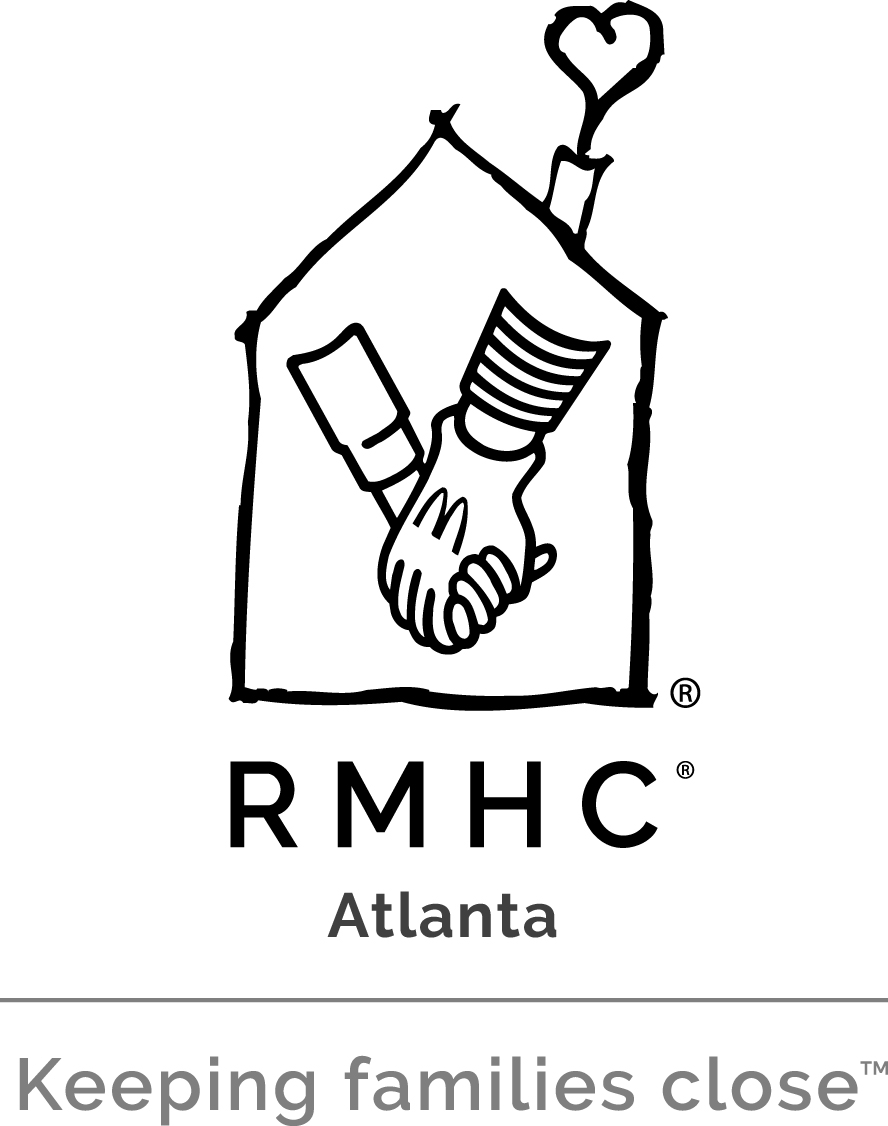 ®
RMHC®
Atlanta
Keeping families close™